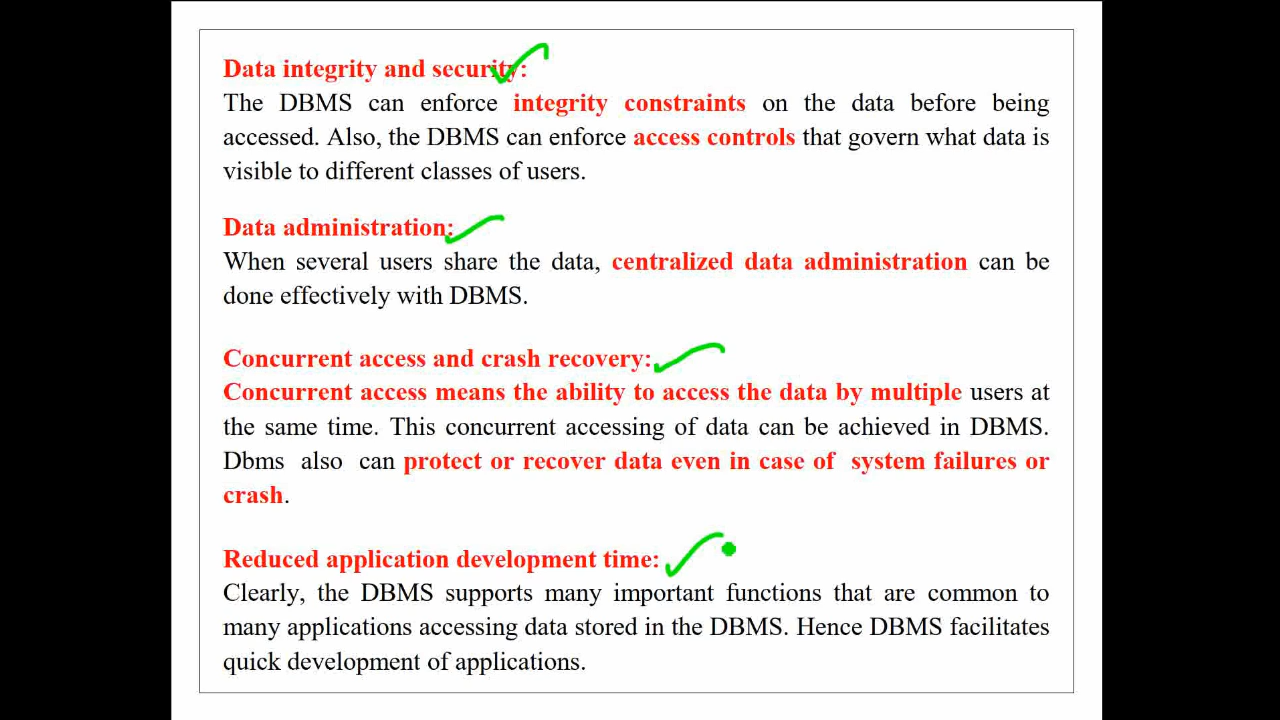 Data integrity and security:
The DBMS can enforce integrity constraints on the data before being
accessed. Also, the DBMS can enforce access controls that govern what data is
visible to different classes of users.
Data administration:
When several users share the data, centralized data administration can be
done effectively with DBMS.
Concurrent access and crash recovery:
Concurrent access means the ability to access the data by multiple users at
the same time. This concurrent accessing of data can be achieved in DBMS.
Dbms also can protect or recover data even in case of system failures or
crash.
Reduced application development time:
Clearly, the DBMS supports many important functions that are common to
many applications accessing data stored in the DBMS. Hence DBMS facilitates
quick development of applications.